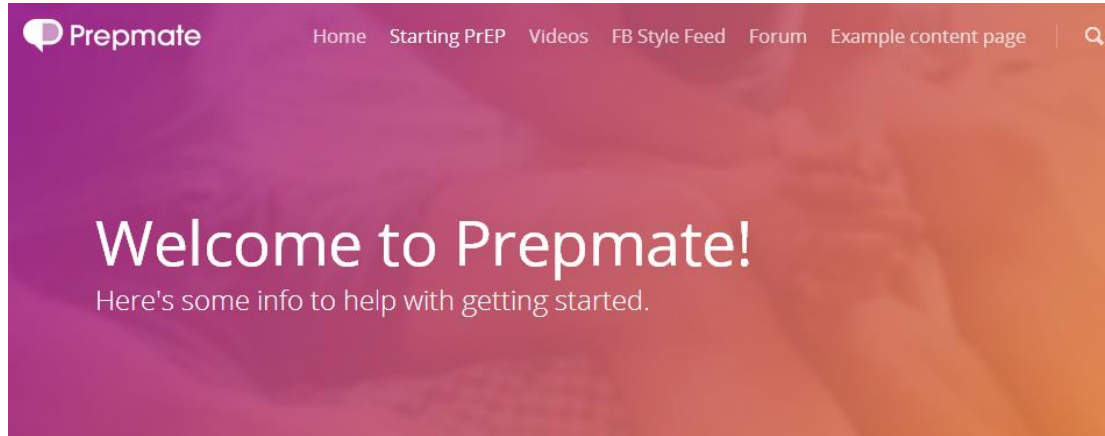 Prepmate Home Starting PrEP Videos FB Style Feed Forum Example content page
Welcome to Prepmate!
Here's some info to help with getting started.